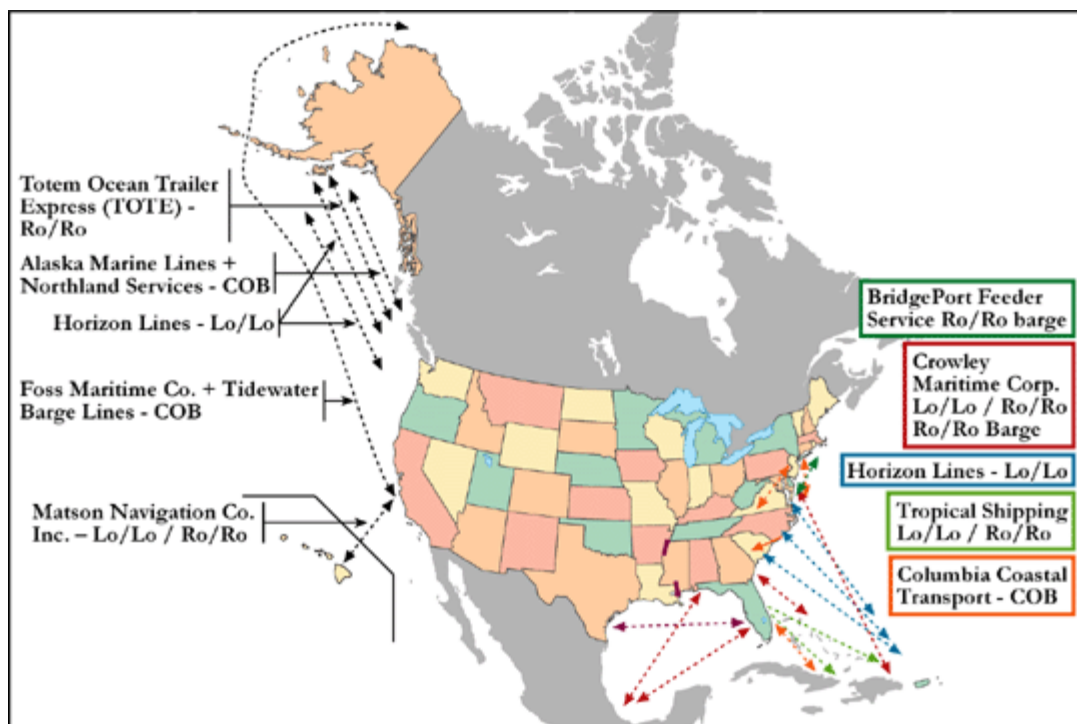 Totem Ocean Trailer
Express (TOTE) -
Ro/Ro
Alaska Marine Lines +
Northland Services - COB
Horizon Lines - Lo/Lo
Foss Maritime Co. + Tidewater
Barge Lines - COB
Matson Navigation Co.
Inc. – Lo/Lo / Ro/Ro
BridgePort Feeder
Service Ro/Ro barge
Crowley
Maritime Corp.
Lo/Lo / Ro/Ro
Ro/Ro Barge
Horizon Lines - Lo/Lo
Tropical Shipping
Lo/Lo / Ro/Ro
Columbia Coastal
Transport - COB